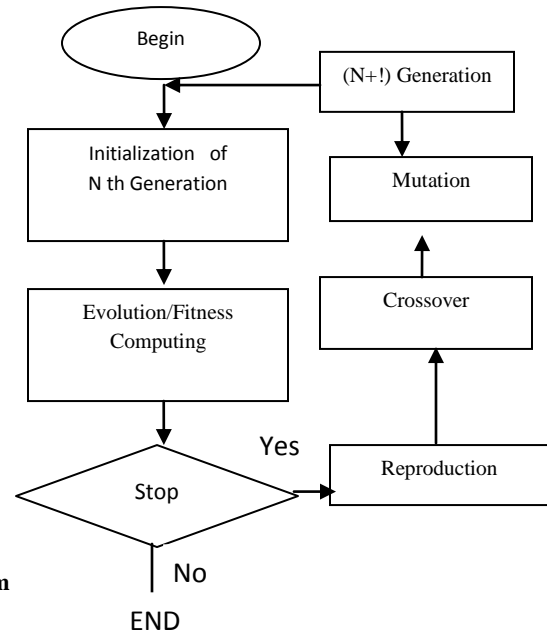 Begin
(N+!) Generation
Initialization of
N th Generation
Mutation
Evolution/Fitness
Computing
Crossover
Yes
Reproduction
Stop
No
END